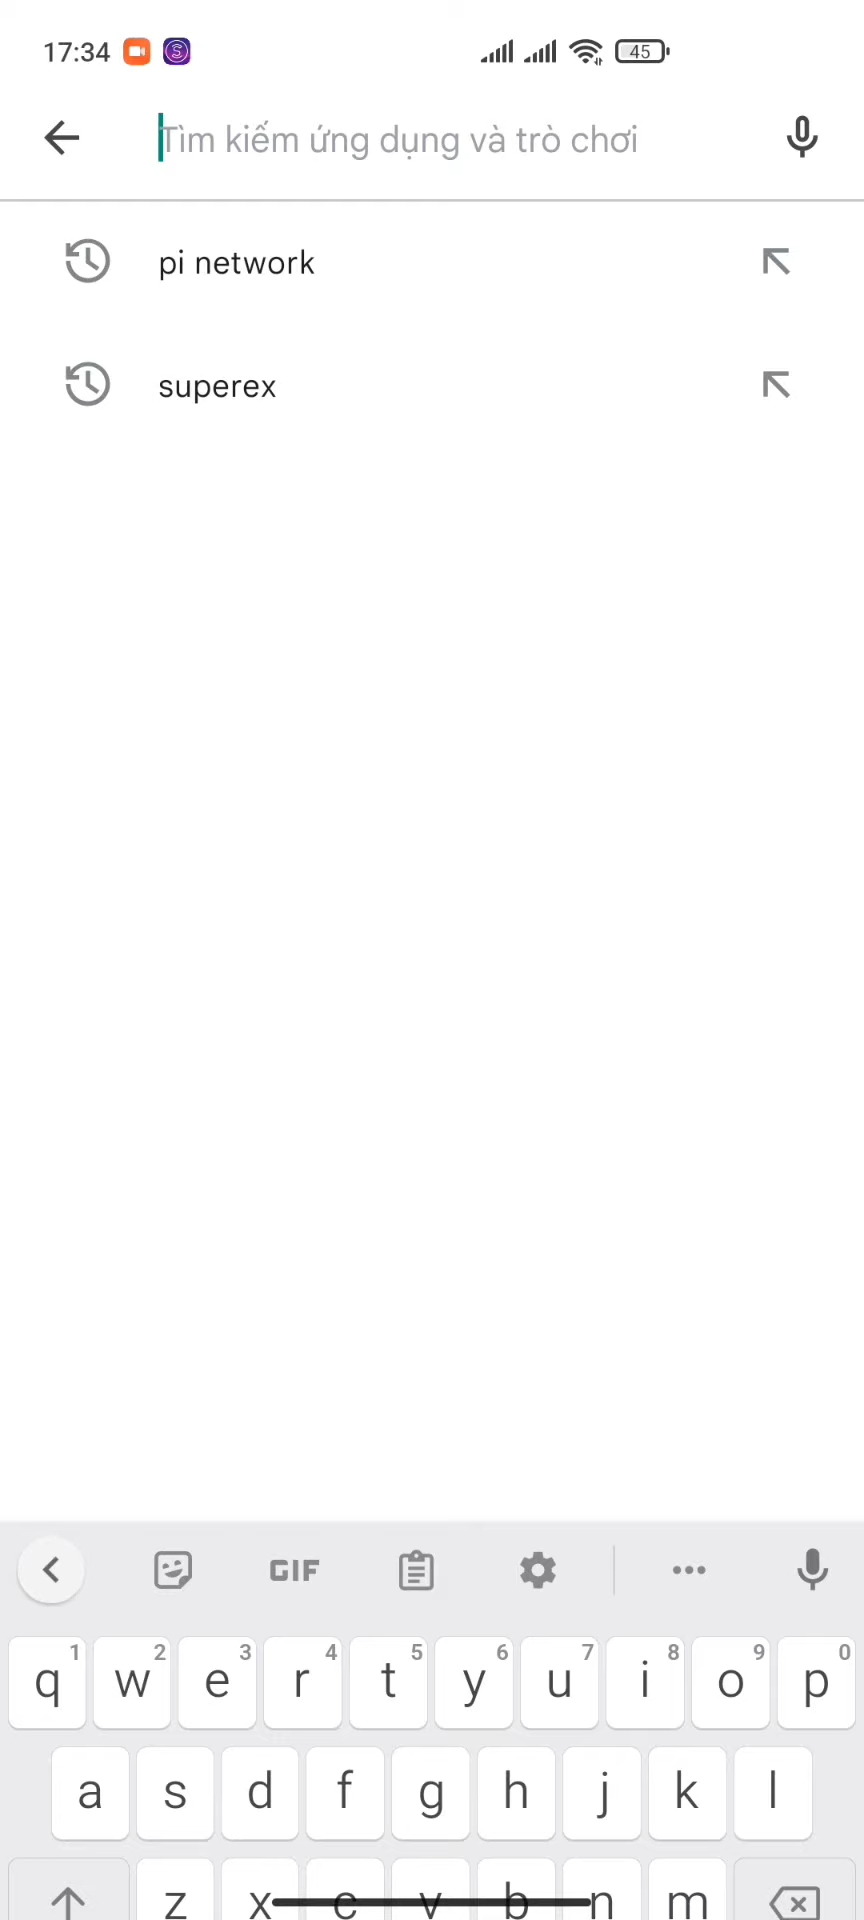 17:34 45
Tìm kiếm ứng dụng và trò chơi
pi network
superex
GIF
1 2 3 4 5 6 7 8 9 0
q w e r t y u i o p
a s d f g h j k l
z x c v b n m